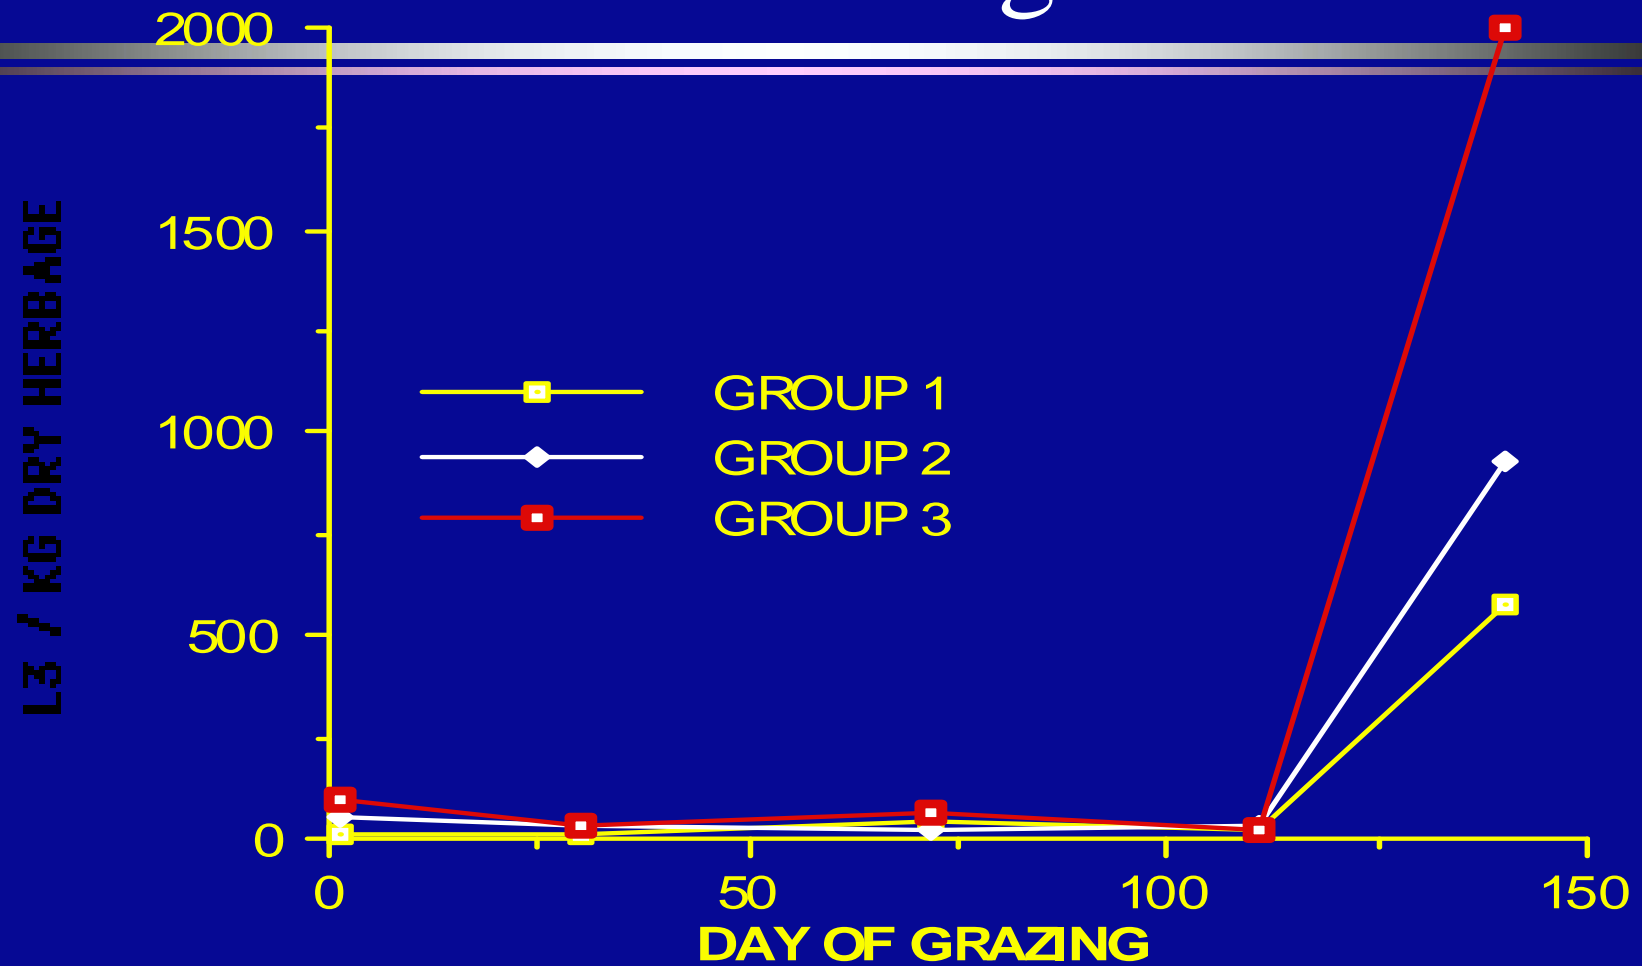 2000
1500
1000
500
0
L3 / KG DRY HERBAGE
GROUP 1
GROUP 2
GROUP 3
0 50 100 150
DAY OF GRAZING